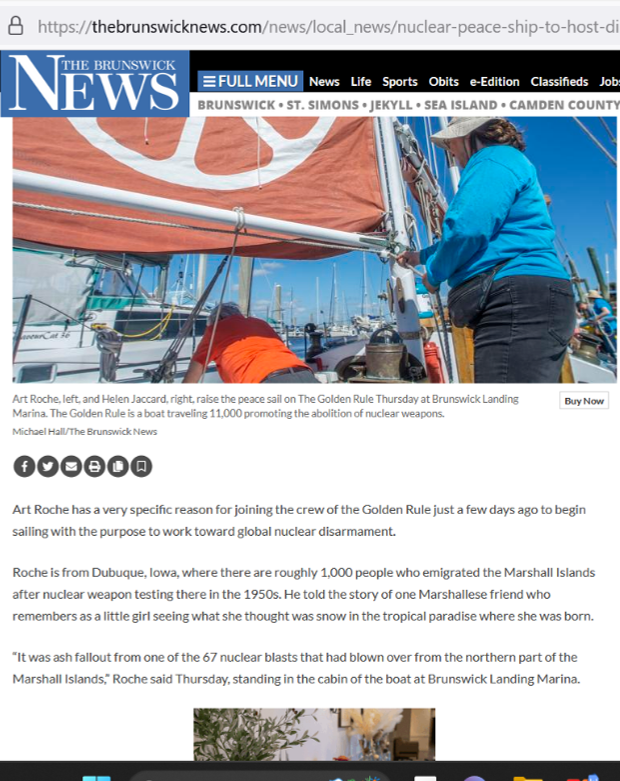 https://thebrunswicknews.com/news/local_news/nuclear-peace-ship-to-host-di
THE BRUNSWICK
NEWS
FULL MENU News Life Sports Obits e-Edition Classifieds Jobs
BRUNSWICK • ST. SIMONS • JEKYLL • SEA ISLAND • CAMDEN COUNTY
Art Roche, left, and Helen Jaccard, right, raise the peace sail on The Golden Rule Thursday at Brunswick Landing
Marina. The Golden Rule is a boat traveling 11,000 promoting the abolition of nuclear weapons.
Buy Now
Michael Hall/The Brunswick News
Art Roche has a very specific reason for joining the crew of the Golden Rule just a few days ago to begin
sailing with the purpose to work toward global nuclear disarmament.
Roche is from Dubuque, Iowa, where there are roughly 1,000 people who emigrated the Marshall Islands
after nuclear weapon testing there in the 1950s. He told the story of one Marshallese friend who
remembers as a little girl seeing what she thought was snow in the tropical paradise where she was born.
“It was ash fallout from one of the 67 nuclear blasts that had blown over from the northern part of the
Marshall Islands,” Roche said Thursday, standing in the cabin of the boat at Brunswick Landing Marina.